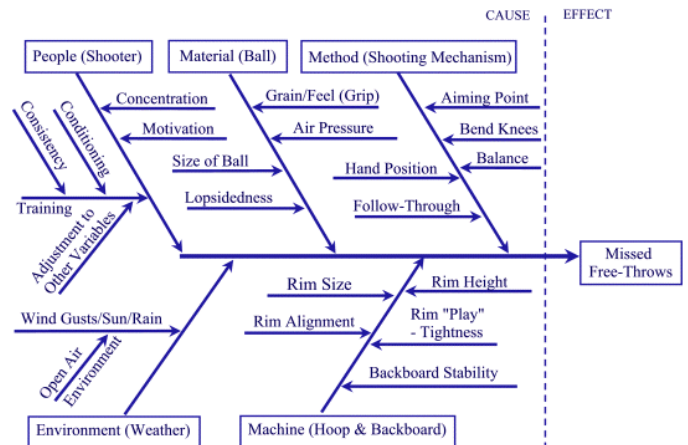 CAUSE
EFFECT
People (Shooter)
Material (Ball)
Method (Shooting Mechanism)
Concentration
Motivation
Consistency
Conditioning
Training
Adjustment to
Other Variables
Grain/Feel (Grip)
Air Pressure
Size of Ball
Lopsidedness
Aiming Point
Bend Knees
Balance
Hand Position
Follow-Through
Missed
Free-Throws
Wind Gusts/Sun/Rain
Open Air
Environment
Rim Size
Rim Alignment
Rim Height
Rim "Play"
- Tightness
Backboard Stability
Environment (Weather)
Machine (Hoop & Backboard)